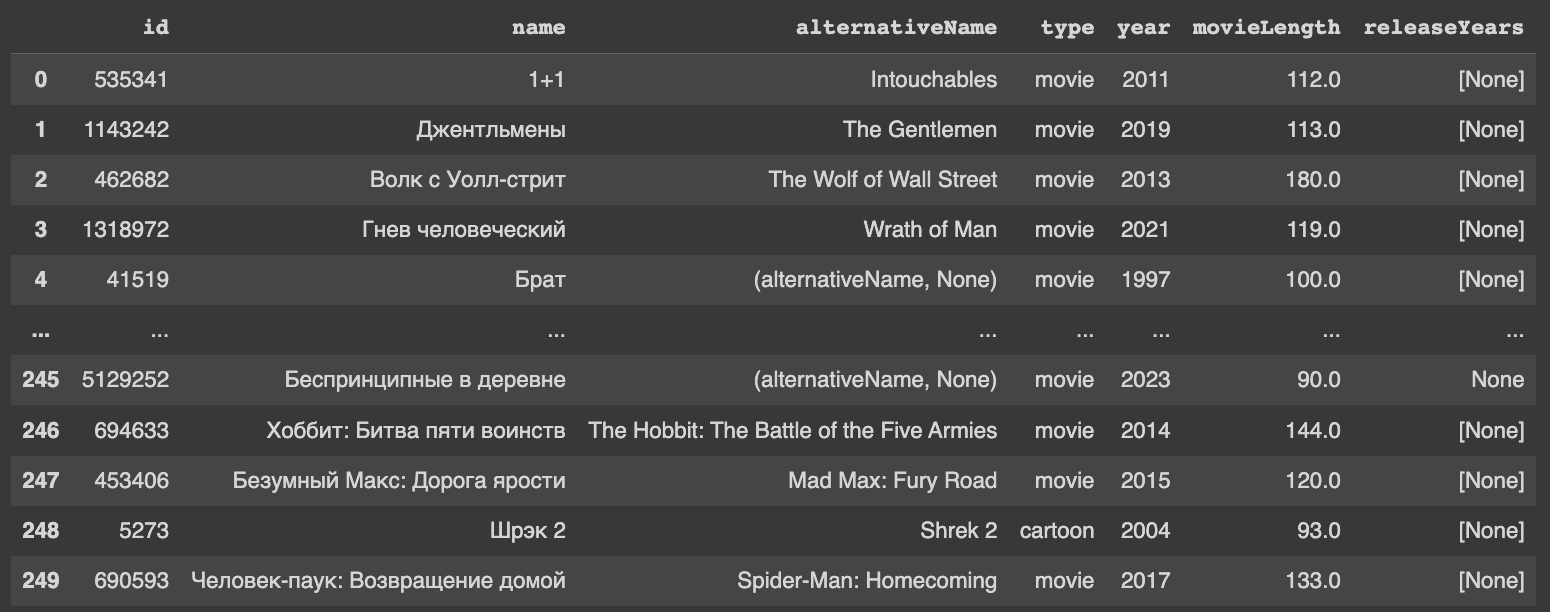 id name alternativeName type year movieLength releaseYears
0 535341 1+1 Intouchables movie 2011 112.0 [None]
1 1143242 Джентльмены The Gentlemen movie 2019 113.0 [None]
2 462682 Волк с Уолл-стрит The Wolf of Wall Street movie 2013 180.0 [None]
3 1318972 Гнев человеческий Wrath of Man movie 2021 119.0 [None]
4 41519 Брат (alternativeName, None) movie 1997 100.0 [None]
... ... ... ... ... ... ... ...
245 5129252 Беспринципные в деревне (alternativeName, None) movie 2023 90.0 None
246 694633 Хоббит: Битва пяти воинств The Hobbit: The Battle of the Five Armies movie 2014 144.0 [None]
247 453406 Безумный Макс: Дорога ярости Mad Max: Fury Road movie 2015 120.0 [None]
248 5273 Шрэк 2 Shrek 2 cartoon 2004 93.0 [None]
249 690593 Человек-паук: Возвращение домой Spider-Man: Homecoming movie 2017 133.0 [None]